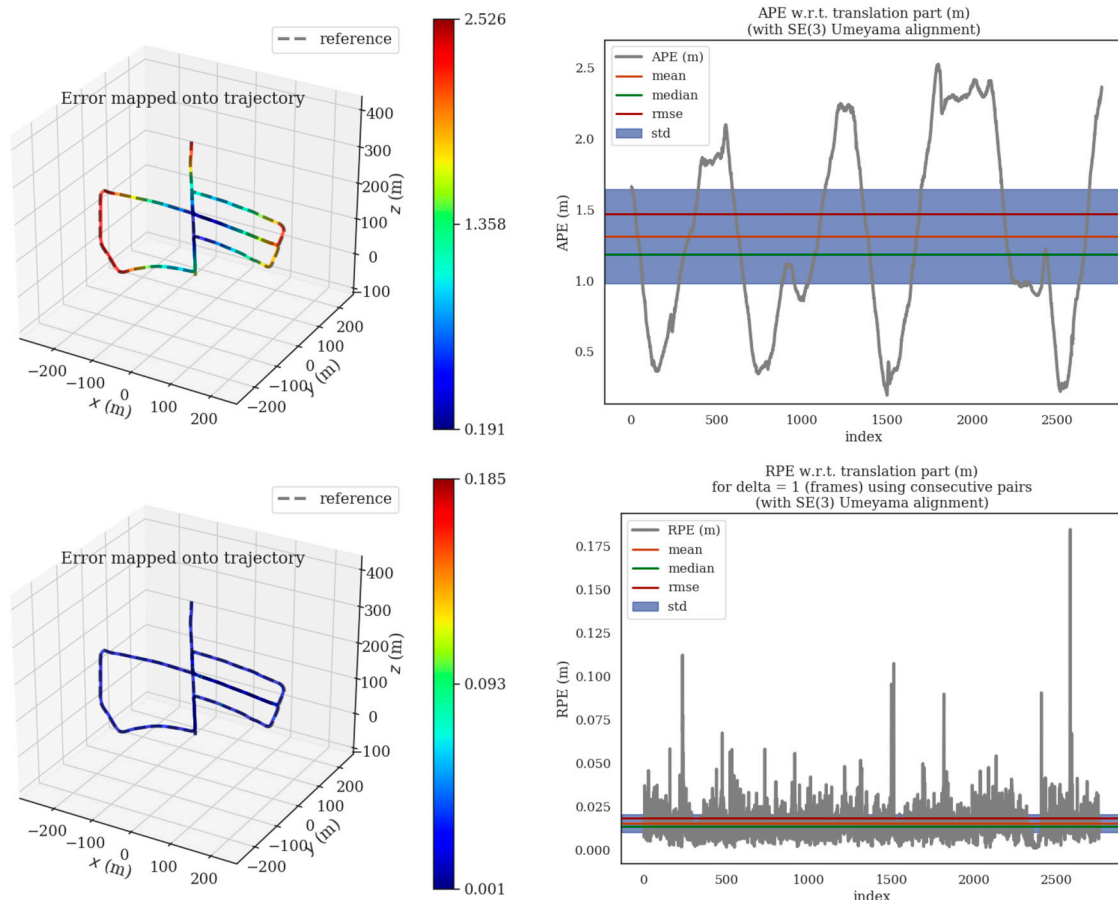 2.526
reference
Error mapped onto trajectory
400
300
200
100
0
−100
z (m)
1.358
−200
−100
0
100
200
x (m)
−200
−100
0
100
200
y (m)
0.191
APE w.r.t. translation part (m)
(with SE(3) Umeyama alignment)
2.5
2.0
1.5
1.0
0.5
APE (m)
APE (m)
mean
median
rmse
std
0
500
1000
1500
2000
2500
index
0.185
reference
Error mapped onto trajectory
400
300
200
100
0
−100
z (m)
0.093
−200
−100
0
100
200
x (m)
−200
−100
0
100
200
y (m)
0.001
RPE w.r.t. translation part (m)
for delta = 1 (frames) using consecutive pairs
(with SE(3) Umeyama alignment)
0.175
0.150
0.125
0.100
0.075
0.050
0.025
0.000
RPE (m)
RPE (m)
mean
median
rmse
std
0
500
1000
1500
2000
2500
index